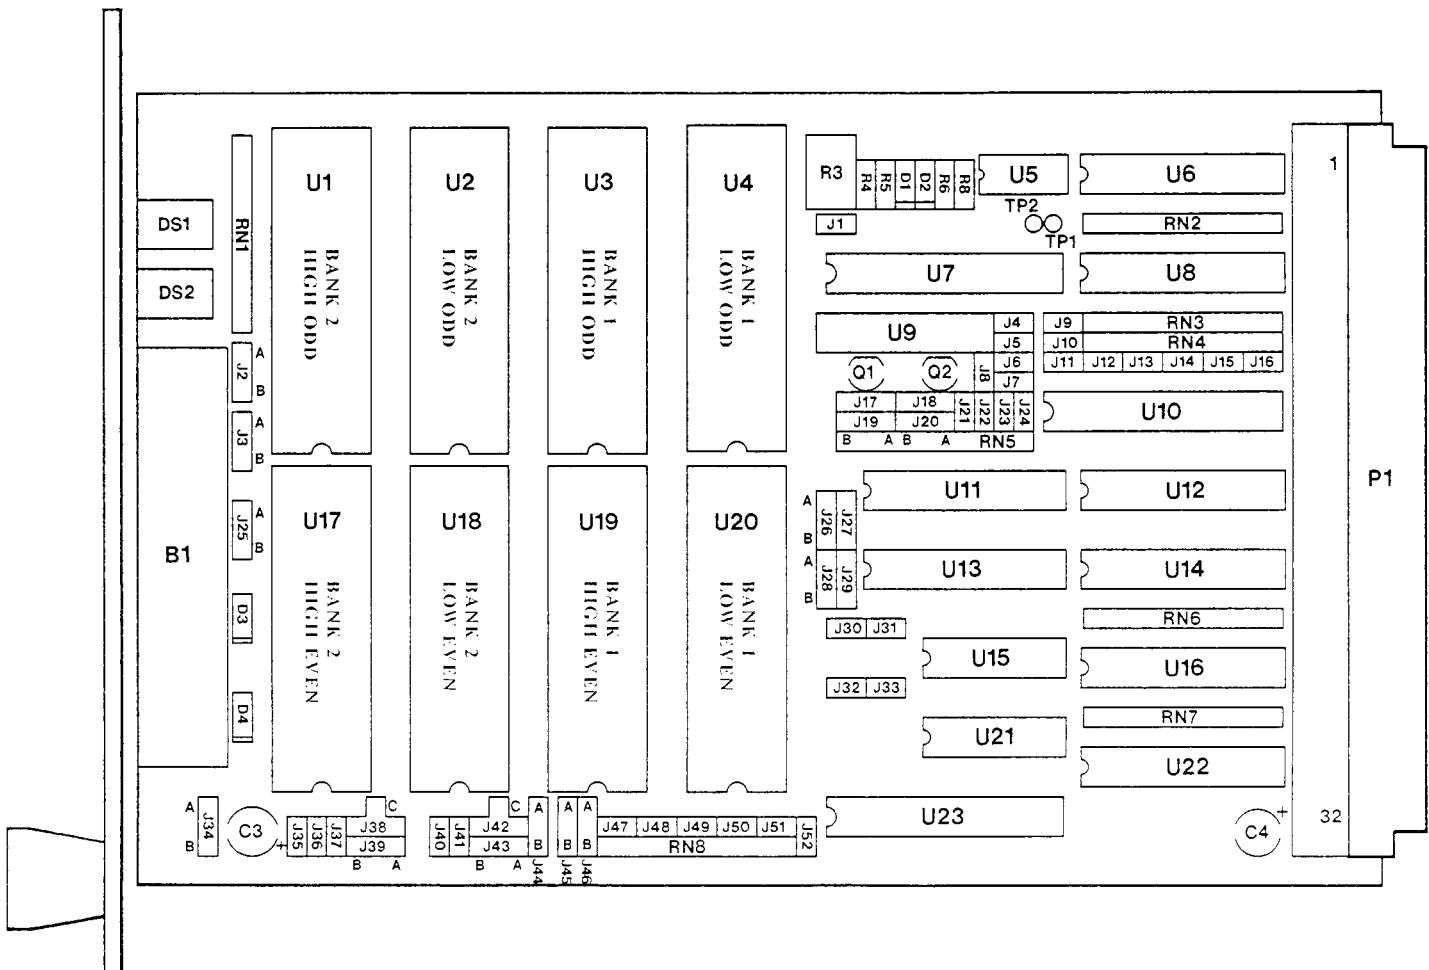 U1
BANK 2
HIGH ODD
U2
BANK 2
LOW ODD
U3
BANK 1
HIGH ODD
U4
BANK 1
LOW ODD
DS1
DS2
RN1
A
J2
B
A
J3
B
A
J25
B
B1
D3
D4
R3
R4
R5
D1
D2
R6
R8
U5
U6
1
TP2
TP1
J1
RN2
U7
U8
U9
J4
J5
J6
J7
J8
J9
RN3
J10
RN4
J11
J12
J13
J14
J15
J16
Q1
Q2
J17
J18
J19
J20
J21
J22
J23
J24
B A B A RN5
U10
P1
U17
BANK 2
HIGH EVEN
U18
BANK 2
LOW EVEN
U19
BANK 1
HIGH EVEN
U20
BANK 1
LOW EVEN
U11
U12
A
J26
J27
B
A
J28
J29
B
U13
U14
J30
J31
RN6
U15
U16
J32
J33
RN7
U21
U22
A
J34
B
C3
+
J35
J36
J37
C
J38
J39
B A
J40
J41
C
J42
J43
B A
A
B
J44
A
B
J45
A
B
J46
J47
J48
J49
J50
J51
J52
RN8
U23
C4
+
32